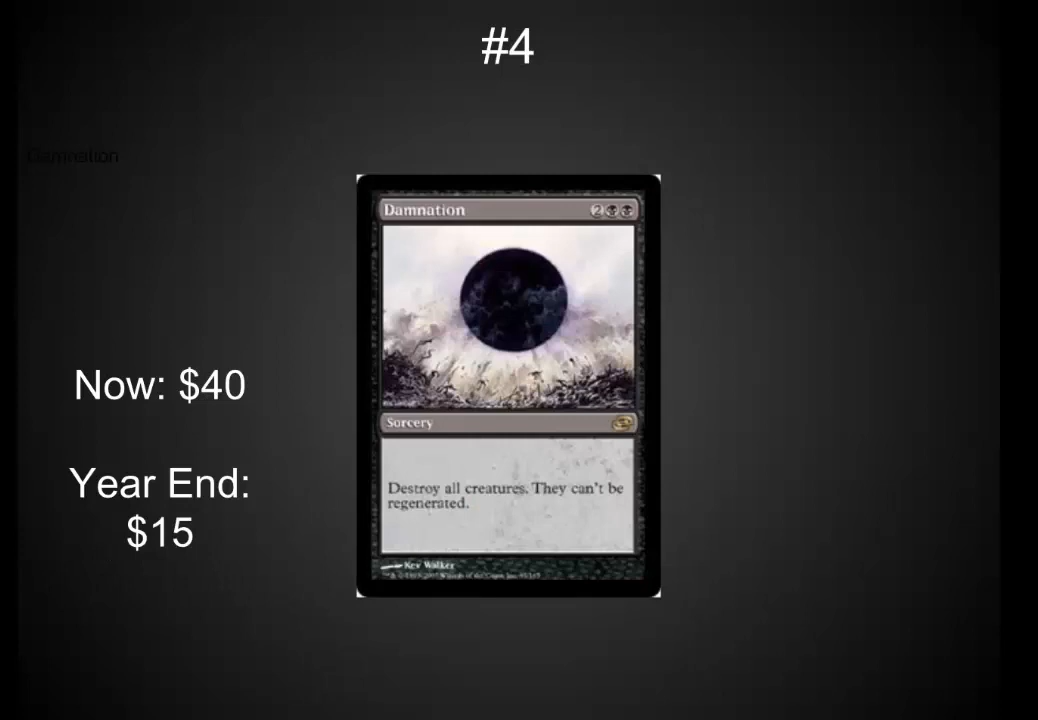 #4
Damnation
Damnation 2
Now: $40
Sorcery
Year End:
$15
Destroy all creatures. They can't be
regenerated.
Kev Walker